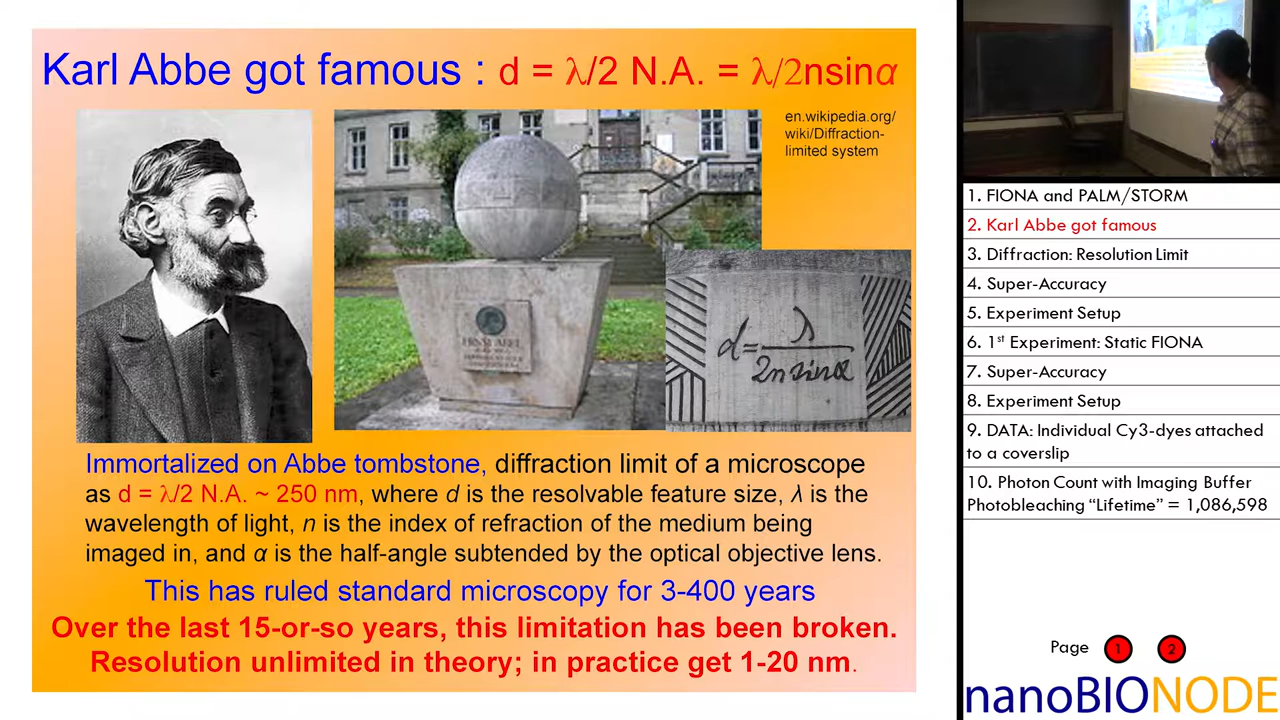 Karl Abbe got famous : d = λ/2 N.A. = λ/2nsinα
en.wikipedia.org/
wiki/Diffraction-
limited system
d = λ
2n sin α
Immortalized on Abbe tombstone, diffraction limit of a microscope
as d = λ/2 N.A. ~ 250 nm, where d is the resolvable feature size, λ is the
wavelength of light, n is the index of refraction of the medium being
imaged in, and α is the half-angle subtended by the optical objective lens.
This has ruled standard microscopy for 3-400 years
Over the last 15-or-so years, this limitation has been broken.
Resolution unlimited in theory; in practice get 1-20 nm.
1. FIONA and PALM/STORM
2. Karl Abbe got famous
3. Diffraction: Resolution Limit
4. Super-Accuracy
5. Experiment Setup
6. 1st Experiment: Static FIONA
7. Super-Accuracy
8. Experiment Setup
9. DATA: Individual Cy3-dyes attached
to a coverslip
10. Photon Count with Imaging Buffer
Photobleaching “Lifetime” = 1,086,598
Page 1 2
nanoBIONODE